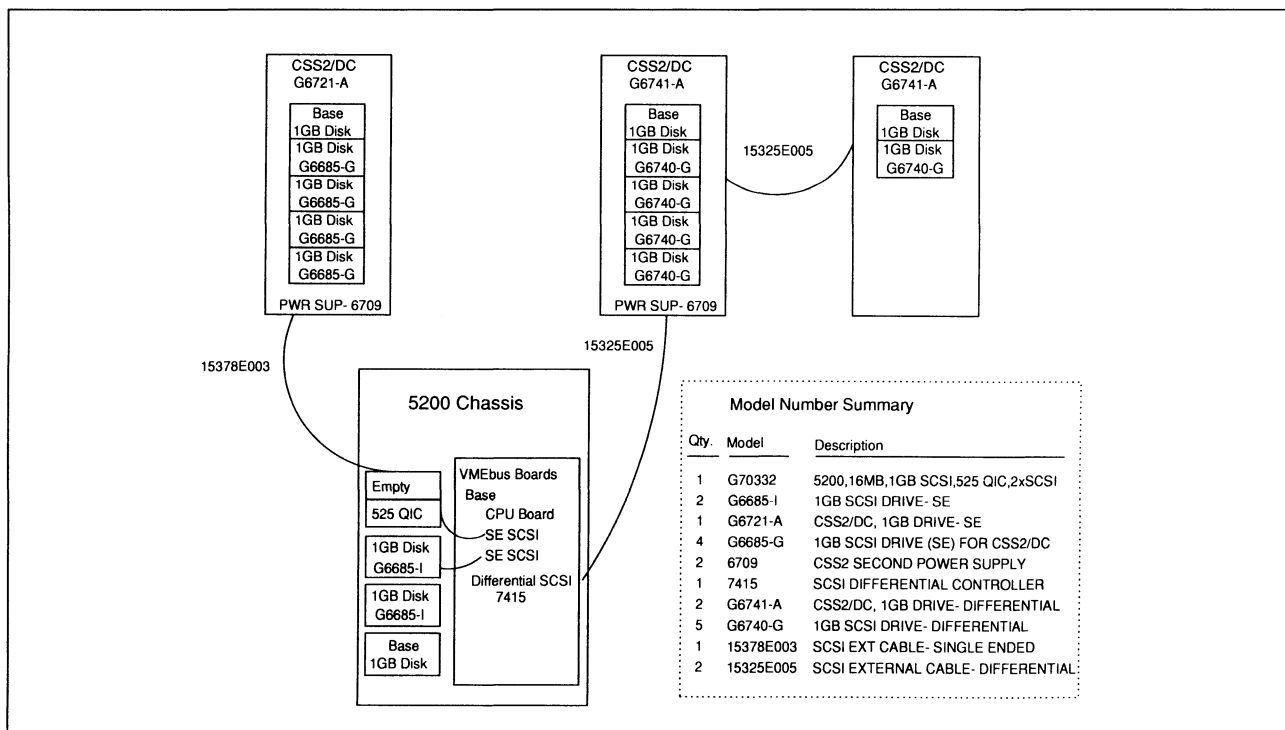 CSS2/DC
G6721-A
Base
1GB Disk
1GB Disk
G6685-G
1GB Disk
G6685-G
1GB Disk
G6685-G
1GB Disk
G6685-G
PWR SUP- 6709
CSS2/DC
G6741-A
Base
1GB Disk
1GB Disk
G6740-G
1GB Disk
G6740-G
1GB Disk
G6740-G
1GB Disk
G6740-G
PWR SUP- 6709
15325E005
CSS2/DC
G6741-A
Base
1GB Disk
1GB Disk
G6740-G
15378E003
15325E005
5200 Chassis
Empty
525 QIC
1GB Disk
G6685-I
1GB Disk
G6685-I
Base
1GB Disk
VMEbus Boards
Base
CPU Board
SE SCSI
SE SCSI
Differential SCSI
7415
Model Number Summary
Qty. Model Description
1 G70332 5200,16MB,1GB SCSI,525 QIC,2xSCSI
2 G6685-I 1GB SCSI DRIVE- SE
1 G6721-A CSS2/DC, 1GB DRIVE- SE
4 G6685-G 1GB SCSI DRIVE (SE) FOR CSS2/DC
2 6709 CSS2 SECOND POWER SUPPLY
1 7415 SCSI DIFFERENTIAL CONTROLLER
2 G6741-A CSS2/DC, 1GB DRIVE- DIFFERENTIAL
5 G6740-G 1GB SCSI DRIVE- DIFFERENTIAL
1 15378E003 SCSI EXT CABLE- SINGLE ENDED
2 15325E005 SCSI EXTERNAL CABLE- DIFFERENTIAL